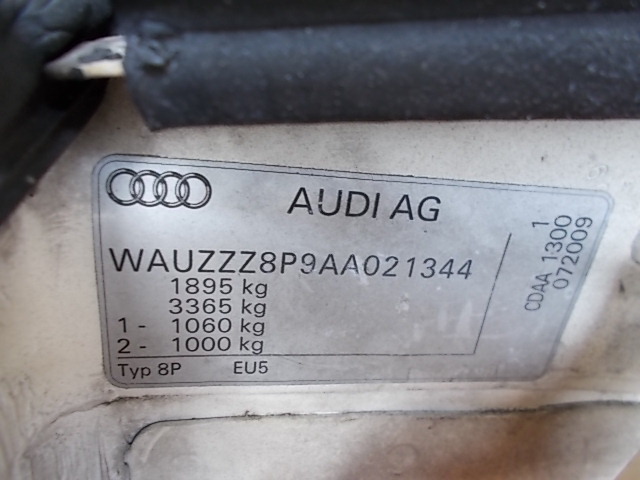 AUDI AG
WAUZZZ8P9AA021344
1895 kg
3365 kg
1 - 1060 kg
2 - 1000 kg
Typ 8P EU5
1
CDAA 1300
072009